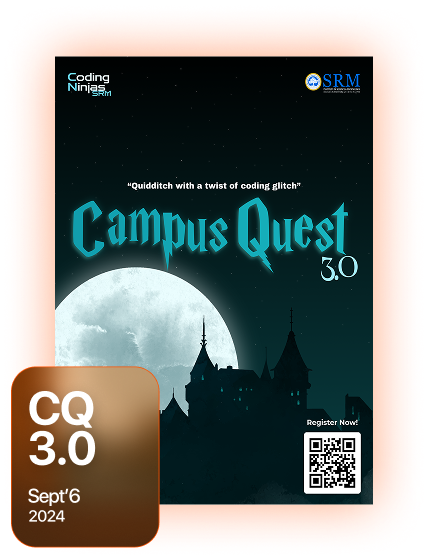 Coding
Ninjas
SRM
SRM
“Quidditch with a twist of coding glitch”
Campus Quest
3.0
CQ
3.0
Sept’6
2024
Register Now!